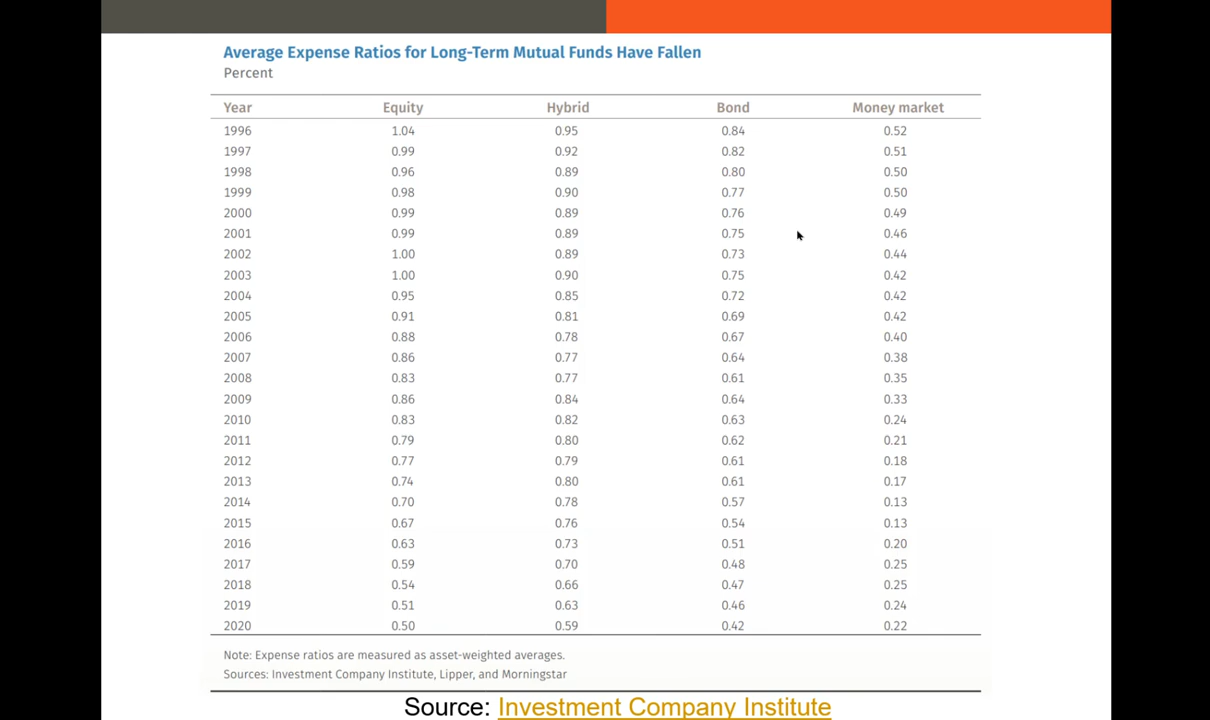 Average Expense Ratios for Long-Term Mutual Funds Have Fallen
Percent
Year Equity Hybrid Bond Money market
1996 1.04 0.95 0.84 0.52
1997 0.99 0.92 0.82 0.51
1998 0.96 0.89 0.80 0.50
1999 0.98 0.90 0.77 0.50
2000 0.99 0.89 0.76 0.49
2001 0.99 0.89 0.75 0.46
2002 1.00 0.89 0.73 0.44
2003 1.00 0.90 0.75 0.42
2004 0.95 0.85 0.72 0.42
2005 0.91 0.81 0.69 0.42
2006 0.88 0.78 0.67 0.40
2007 0.86 0.77 0.64 0.38
2008 0.83 0.77 0.61 0.35
2009 0.86 0.84 0.64 0.33
2010 0.83 0.82 0.63 0.24
2011 0.79 0.80 0.62 0.21
2012 0.77 0.79 0.61 0.18
2013 0.74 0.80 0.61 0.17
2014 0.70 0.78 0.57 0.13
2015 0.67 0.76 0.54 0.13
2016 0.63 0.73 0.51 0.20
2017 0.59 0.70 0.48 0.25
2018 0.54 0.66 0.47 0.25
2019 0.51 0.63 0.46 0.24
2020 0.50 0.59 0.42 0.22
Note: Expense ratios are measured as asset-weighted averages.
Sources: Investment Company Institute, Lipper, and Morningstar
Source: Investment Company Institute